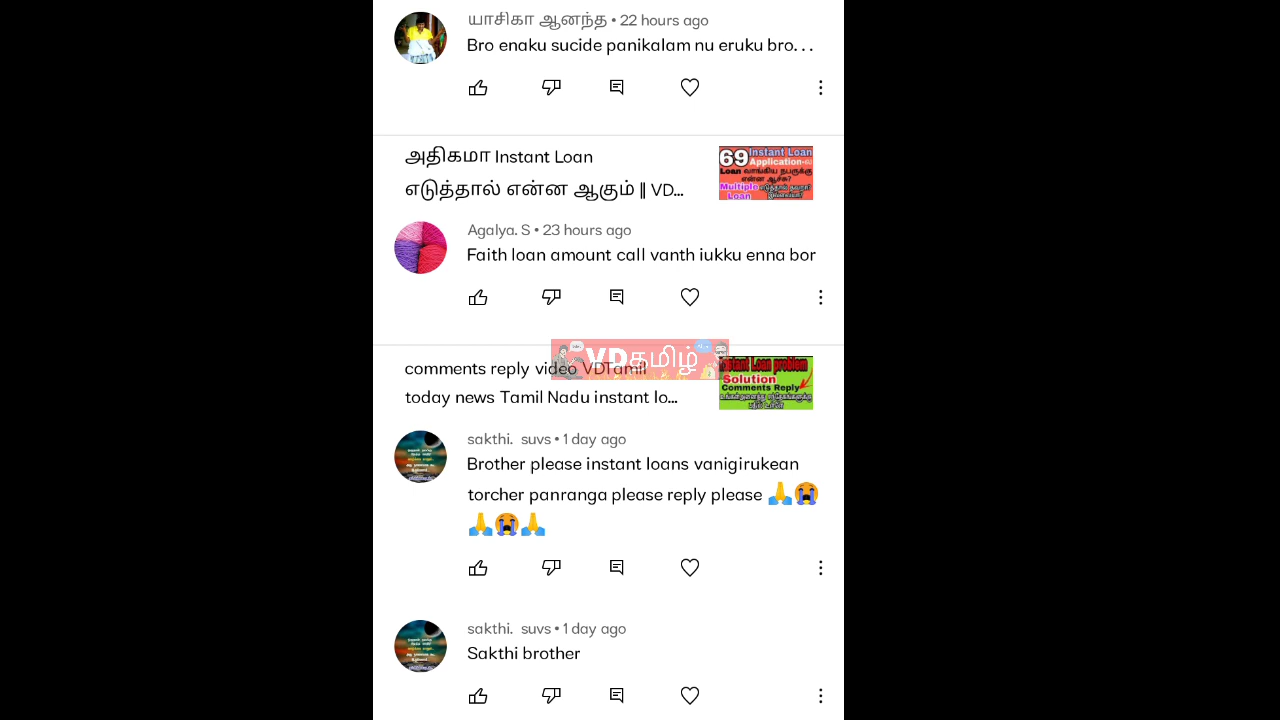 யாசிகா ஆனந்த • 22 hours ago
Bro enaku sucide panikalam nu eruku bro. . .
அதிகமா Instant Loan
எடுத்தால் என்ன ஆகும் || VD...
69 Instant Loan
Application-ல
Loan வாங்கிய நபருக்கு
என்ன ஆச்சு?
Multiple
Loan
Agalya. S • 23 hours ago
Faith loan amount call vanth iukku enna bor
VDதமிழ்
comments reply video VDTamil
today news Tamil Nadu instant lo...
Instant Loan problem
Solution
Comments Reply
sakthi. suvs • 1 day ago
Brother please instant loans vanigirukean
torcher panranga please reply please 🙏😭
🙏😭🙏
sakthi. suvs • 1 day ago
Sakthi brother